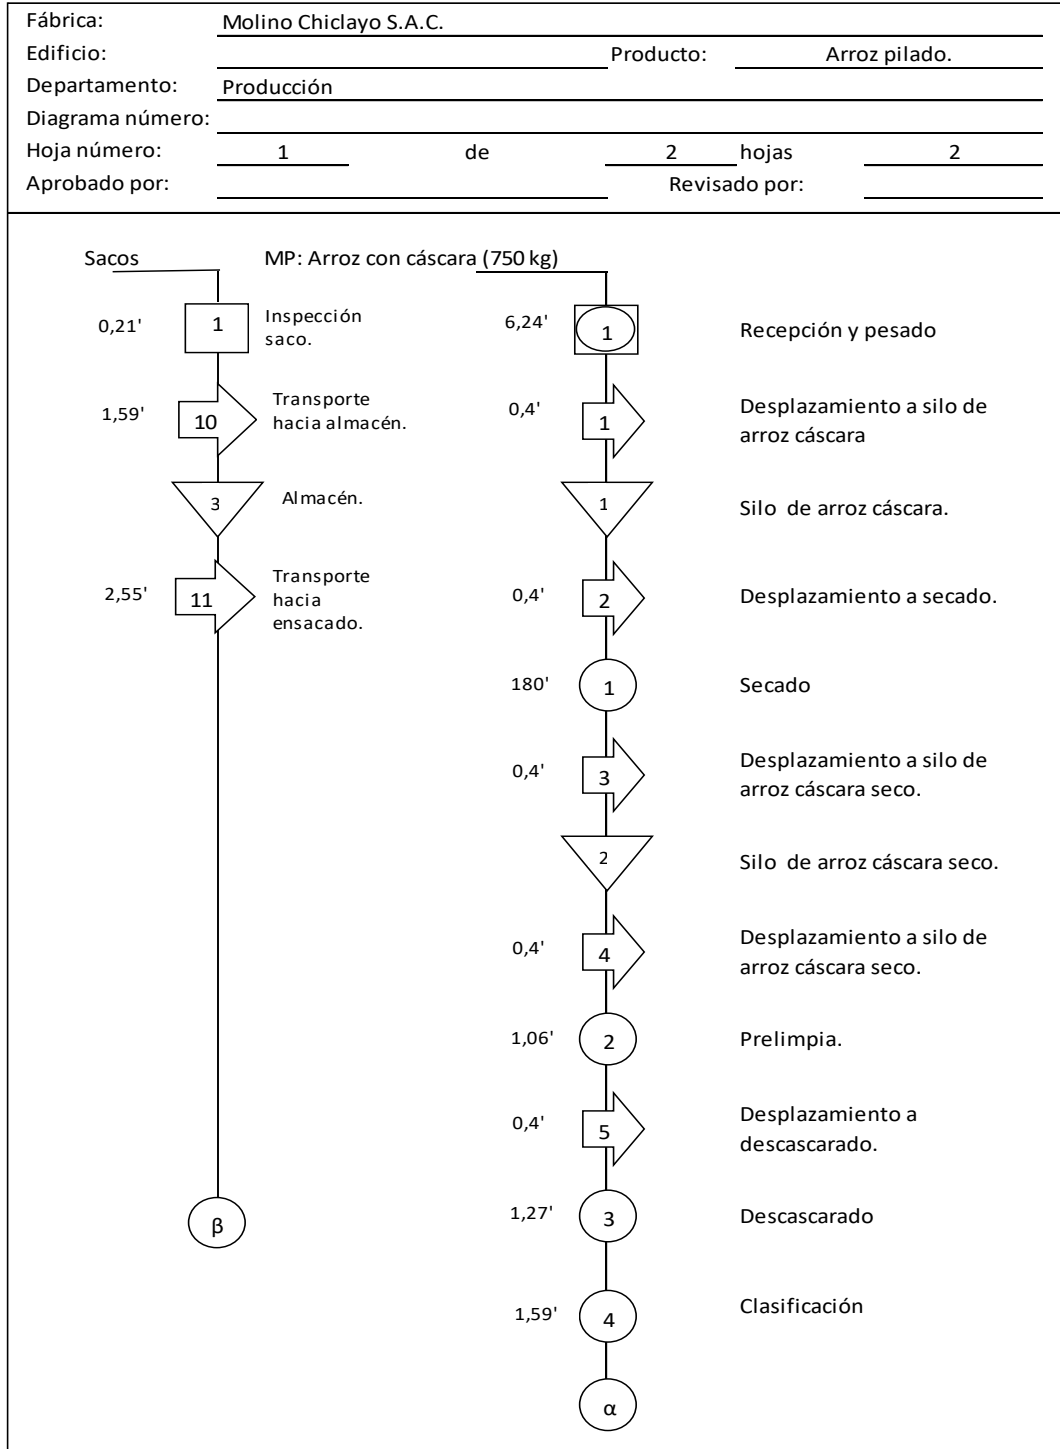 Fábrica: Molino Chiclayo S.A.C.
Edificio: Producto: Arroz pilado.
Departamento: Producción
Diagrama número:
Hoja número: 1 de 2 hojas 2
Aprobado por: Revisado por:
Sacos MP: Arroz con cáscara (750 kg)
0,21' 1 Inspección
saco.
1,59' 10 Transporte
hacia almacén.
3 Almacén.
2,55' 11 Transporte
hacia
ensacado.
β
6,24' 1 Recepción y pesado
0,4' 1 Desplazamiento a silo de
arroz cáscara
1 Silo de arroz cáscara.
0,4' 2 Desplazamiento a secado.
180' 1 Secado
0,4' 3 Desplazamiento a silo de
arroz cáscara seco.
2 Silo de arroz cáscara seco.
0,4' 4 Desplazamiento a silo de
arroz cáscara seco.
1,06' 2 Prelimpia.
0,4' 5 Desplazamiento a
descascarado.
1,27' 3 Descascarado
1,59' 4 Clasificación
α